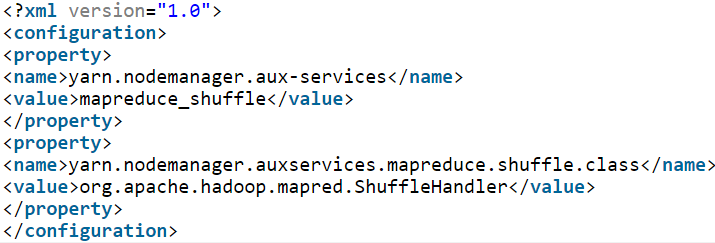 <?xml version="1.0">
<configuration>
<property>
<name>yarn.nodemanager.aux-services</name>
<value>mapreduce_shuffle</value>
</property>
<property>
<name>yarn.nodemanager.auxservices.mapreduce.shuffle.class</name>
<value>org.apache.hadoop.mapred.ShuffleHandler</value>
</property>
</configuration>